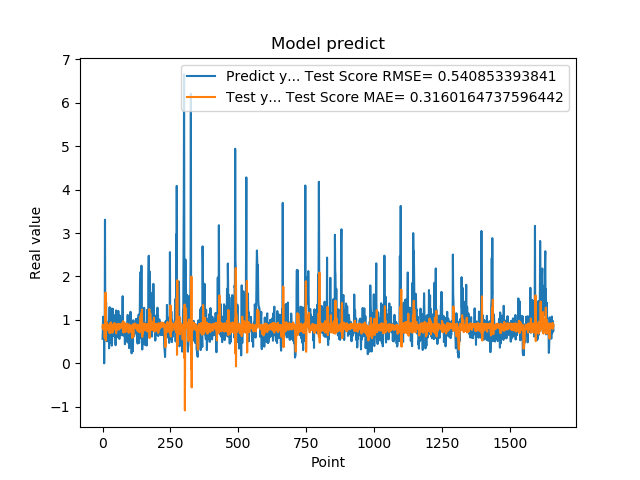 Model predict
Predict y... Test Score RMSE= 0.540853393841
Test y... Test Score MAE= 0.3160164737596442
7
6
5
4
3
2
1
0
−1
Real value
0 250 500 750 1000 1250 1500
Point